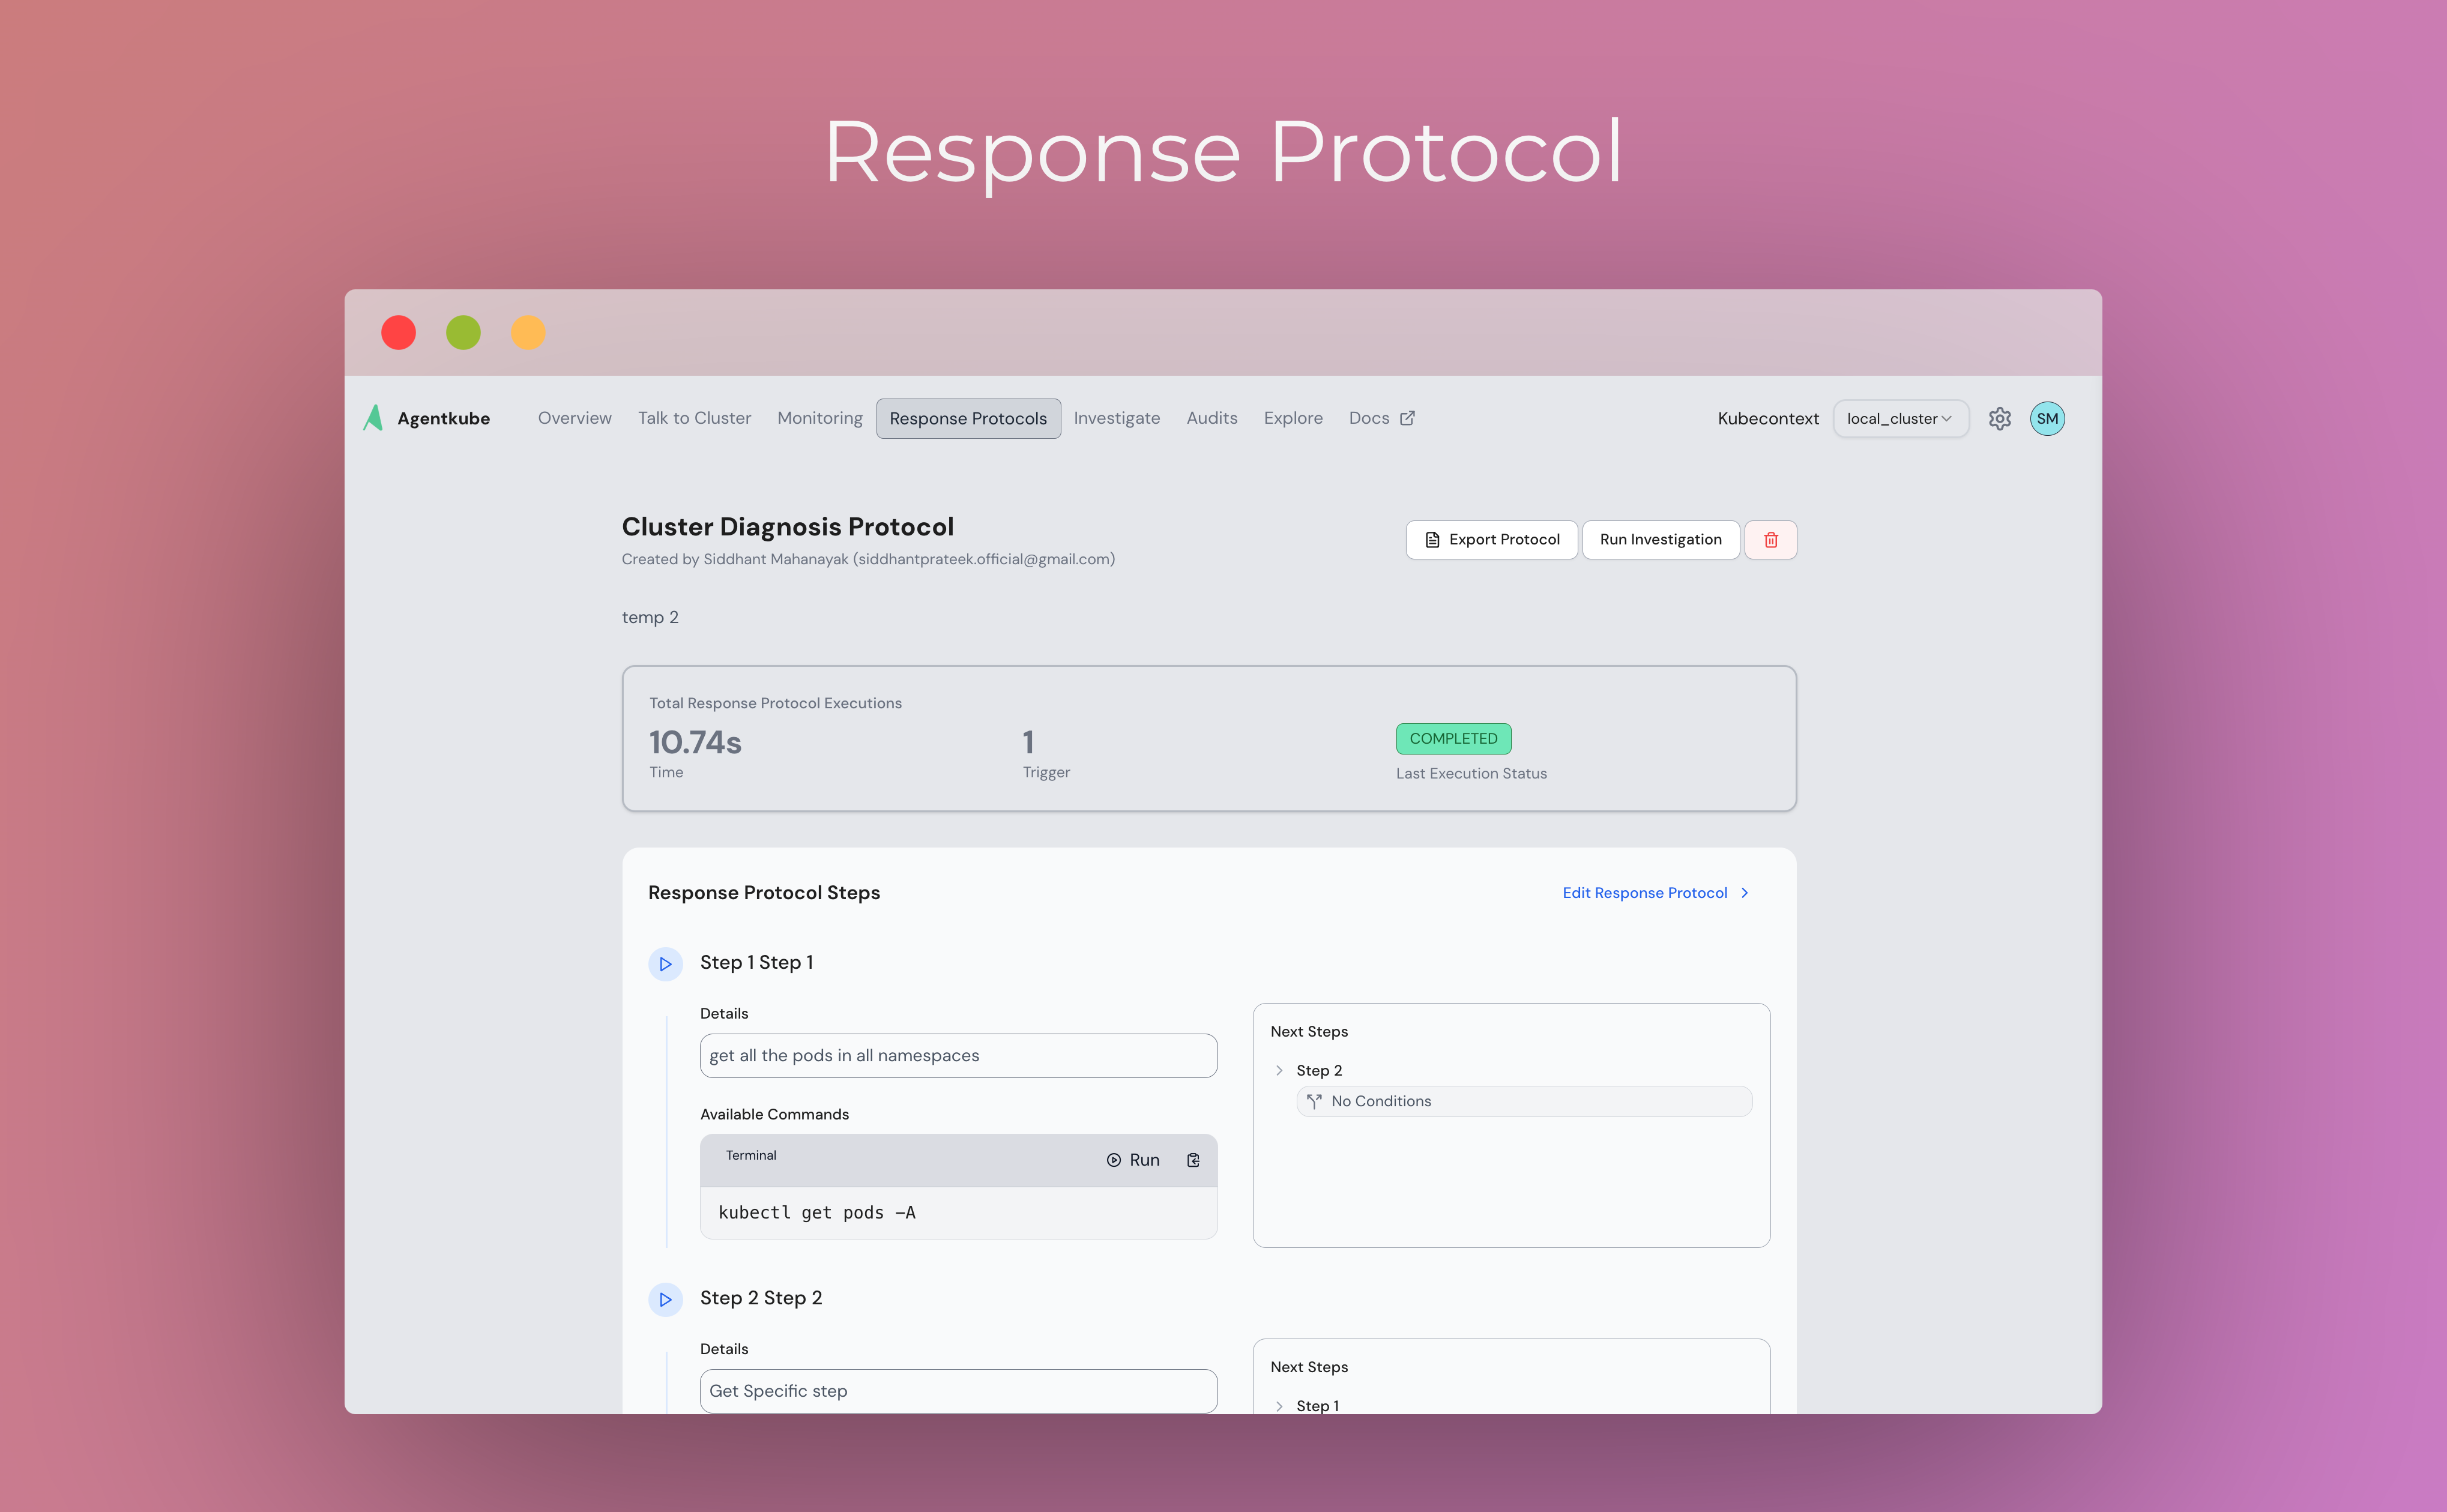 Response Protocol
Agentkube
Overview
Talk to Cluster
Monitoring
Response Protocols
Investigate
Audits
Explore
Docs
Kubecontext
local_cluster
SM
Cluster Diagnosis Protocol
Created by Siddhant Mahanayak (siddhantprateek.official@gmail.com)
Export Protocol
Run Investigation
temp 2
Total Response Protocol Executions
10.74s
Time
1
Trigger
COMPLETED
Last Execution Status
Response Protocol Steps
Edit Response Protocol
Step 1 Step 1
Details
get all the pods in all namespaces
Available Commands
Terminal
Run
kubectl get pods -A
Next Steps
Step 2
No Conditions
Step 2 Step 2
Details
Get Specific step
Next Steps
Step 1